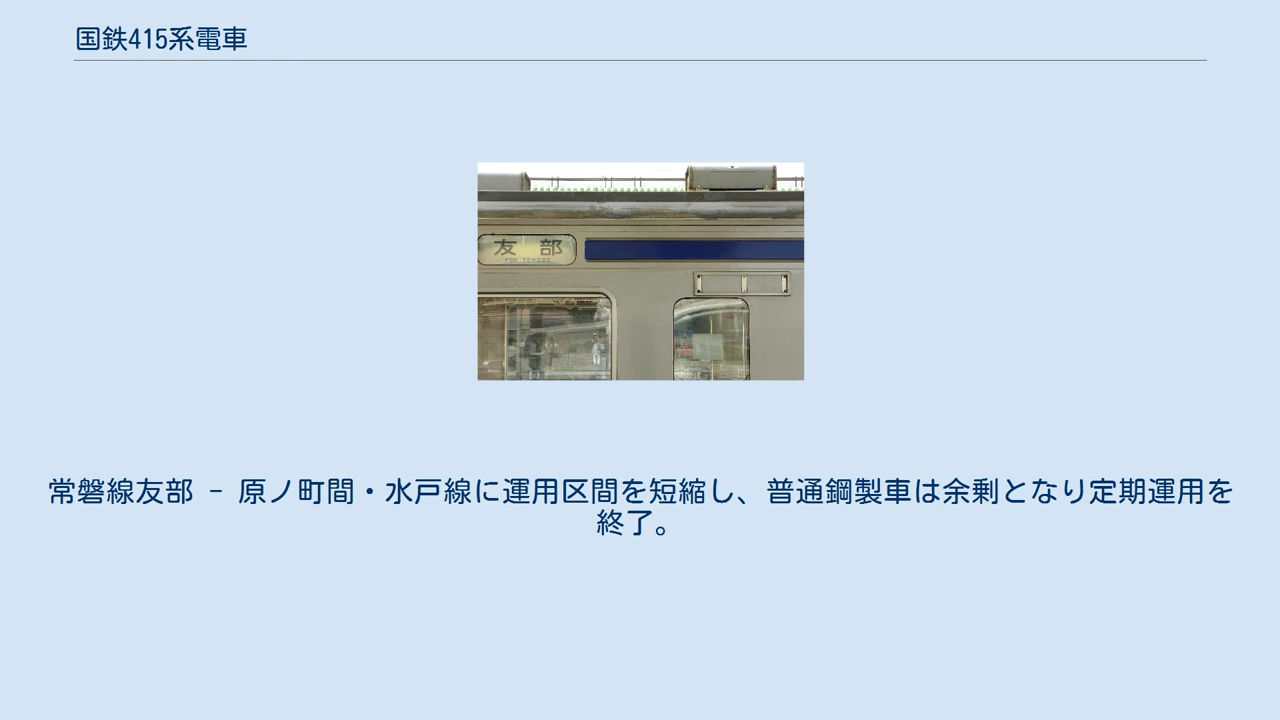 国鉄415系電車
友 部
FOR TOMOBE
常磐線友部 － 原ノ町間・水戸線に運用区間を短縮し、普通鋼製車は余剰となり定期運用を
終了。